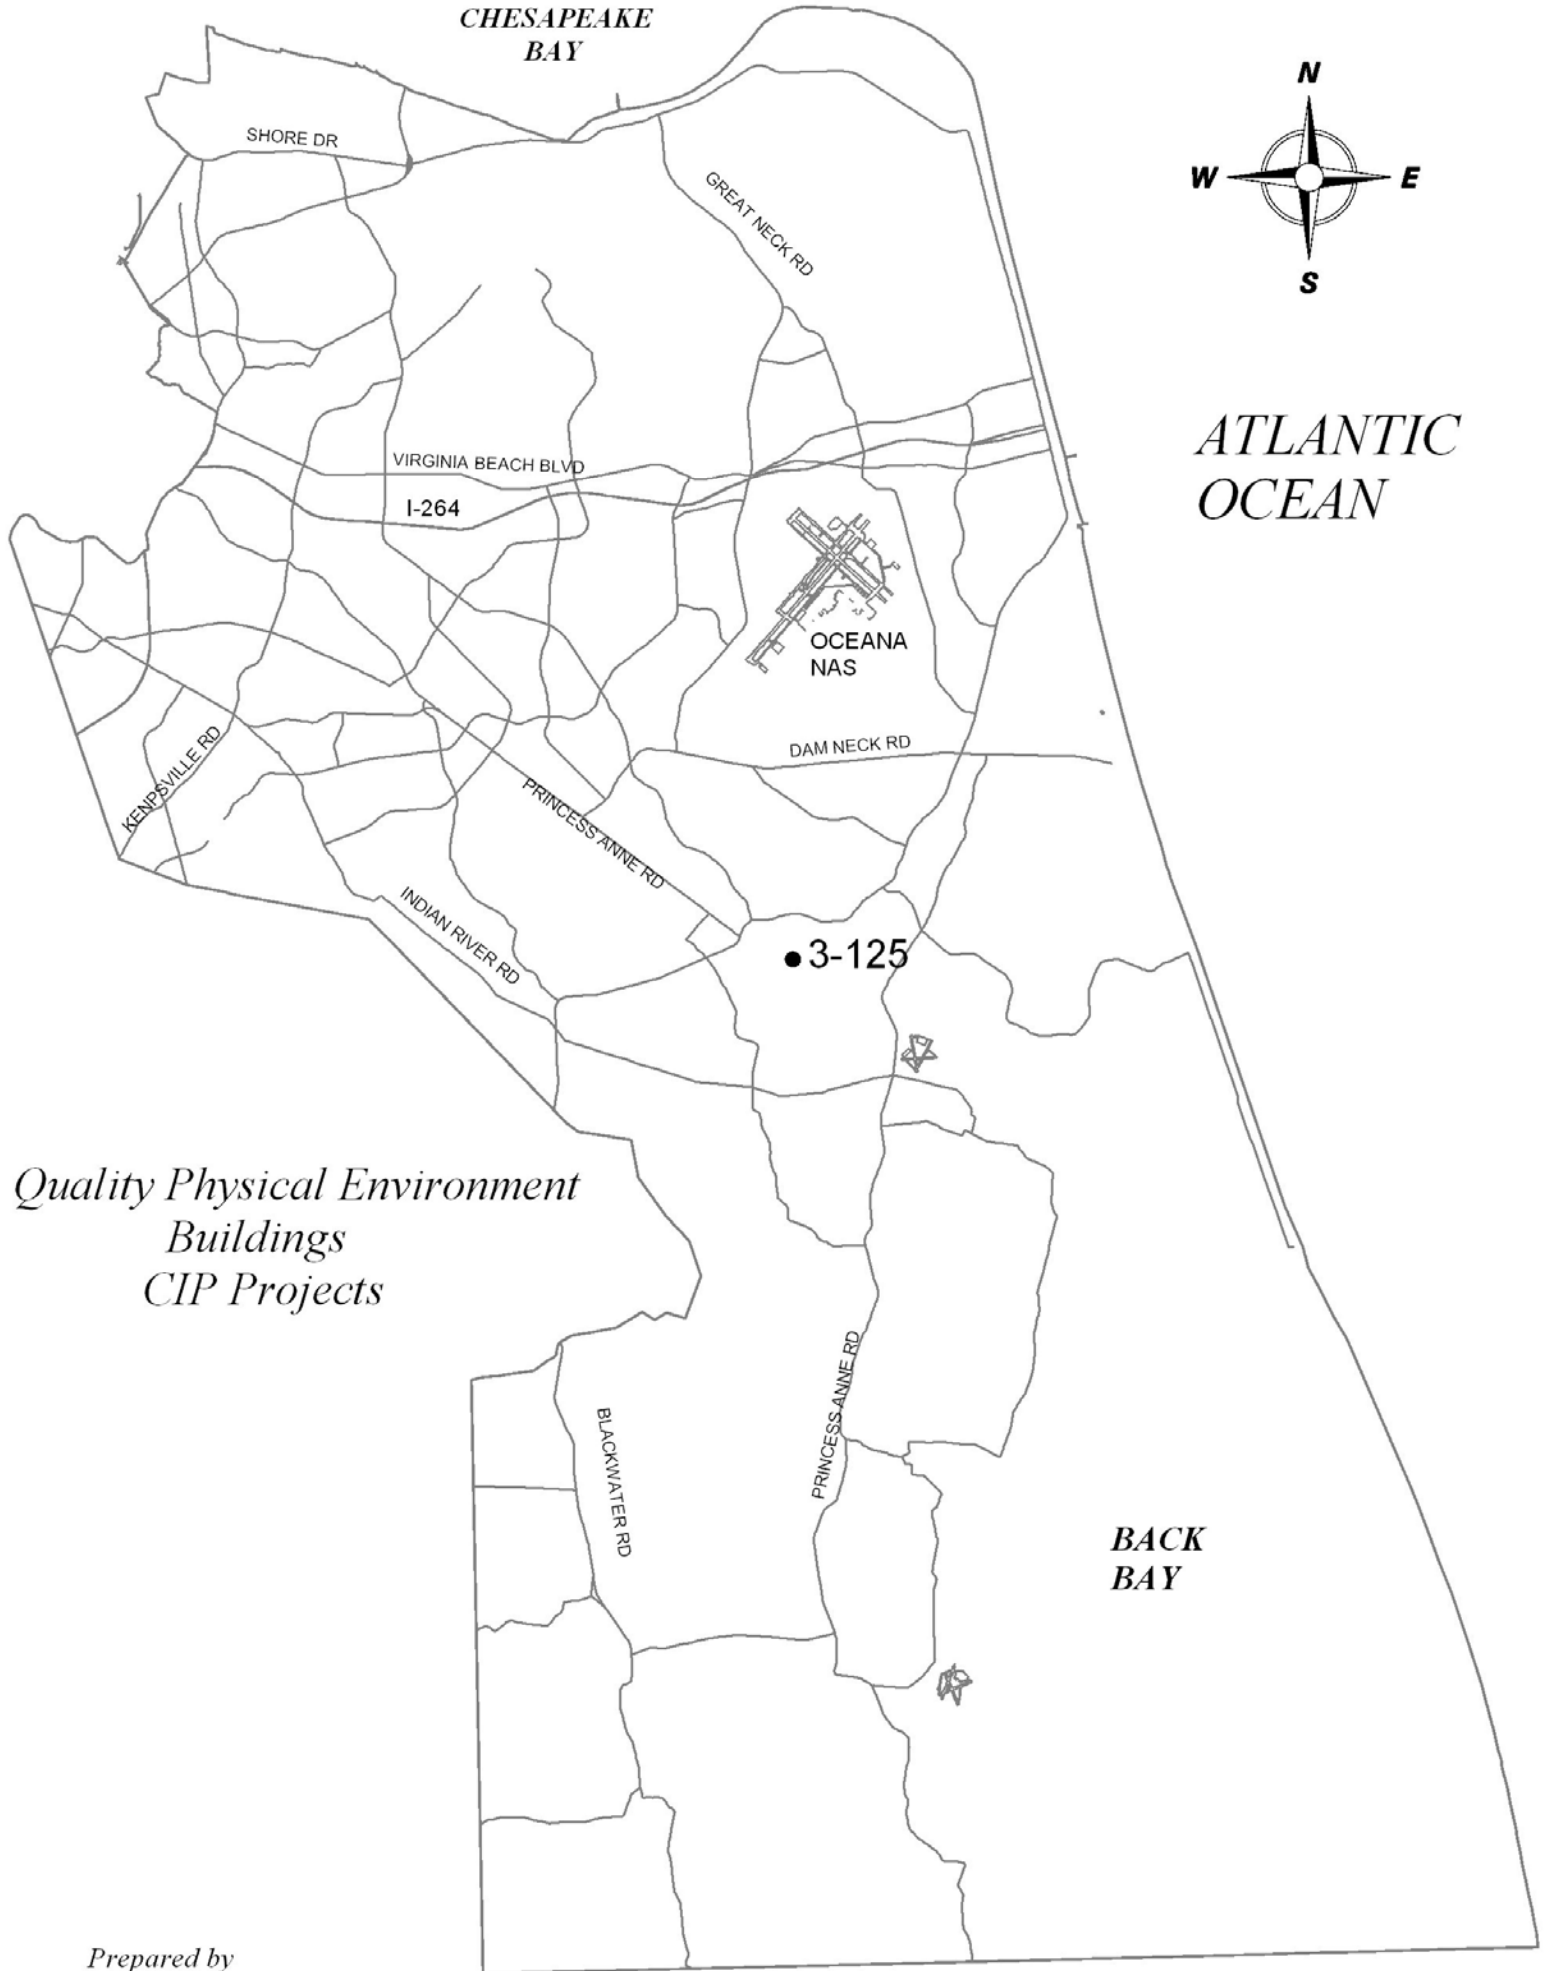 CHESAPEAKE
BAY
N
SHORE DR
W
E
GREAT NECK RD
S
ATLANTIC
OCEAN
VIRGINIA BEACH BLVD
I-264
OCEANA
NAS
KENPSVILLE RD
DAM NECK RD
PRINCESS ANNE RD
INDIAN RIVER RD
3-125
Quality Physical Environment
Buildings
CIP Projects
PRINCESS ANNE RD
BLACKWATER RD
BACK
BAY
Prepared by